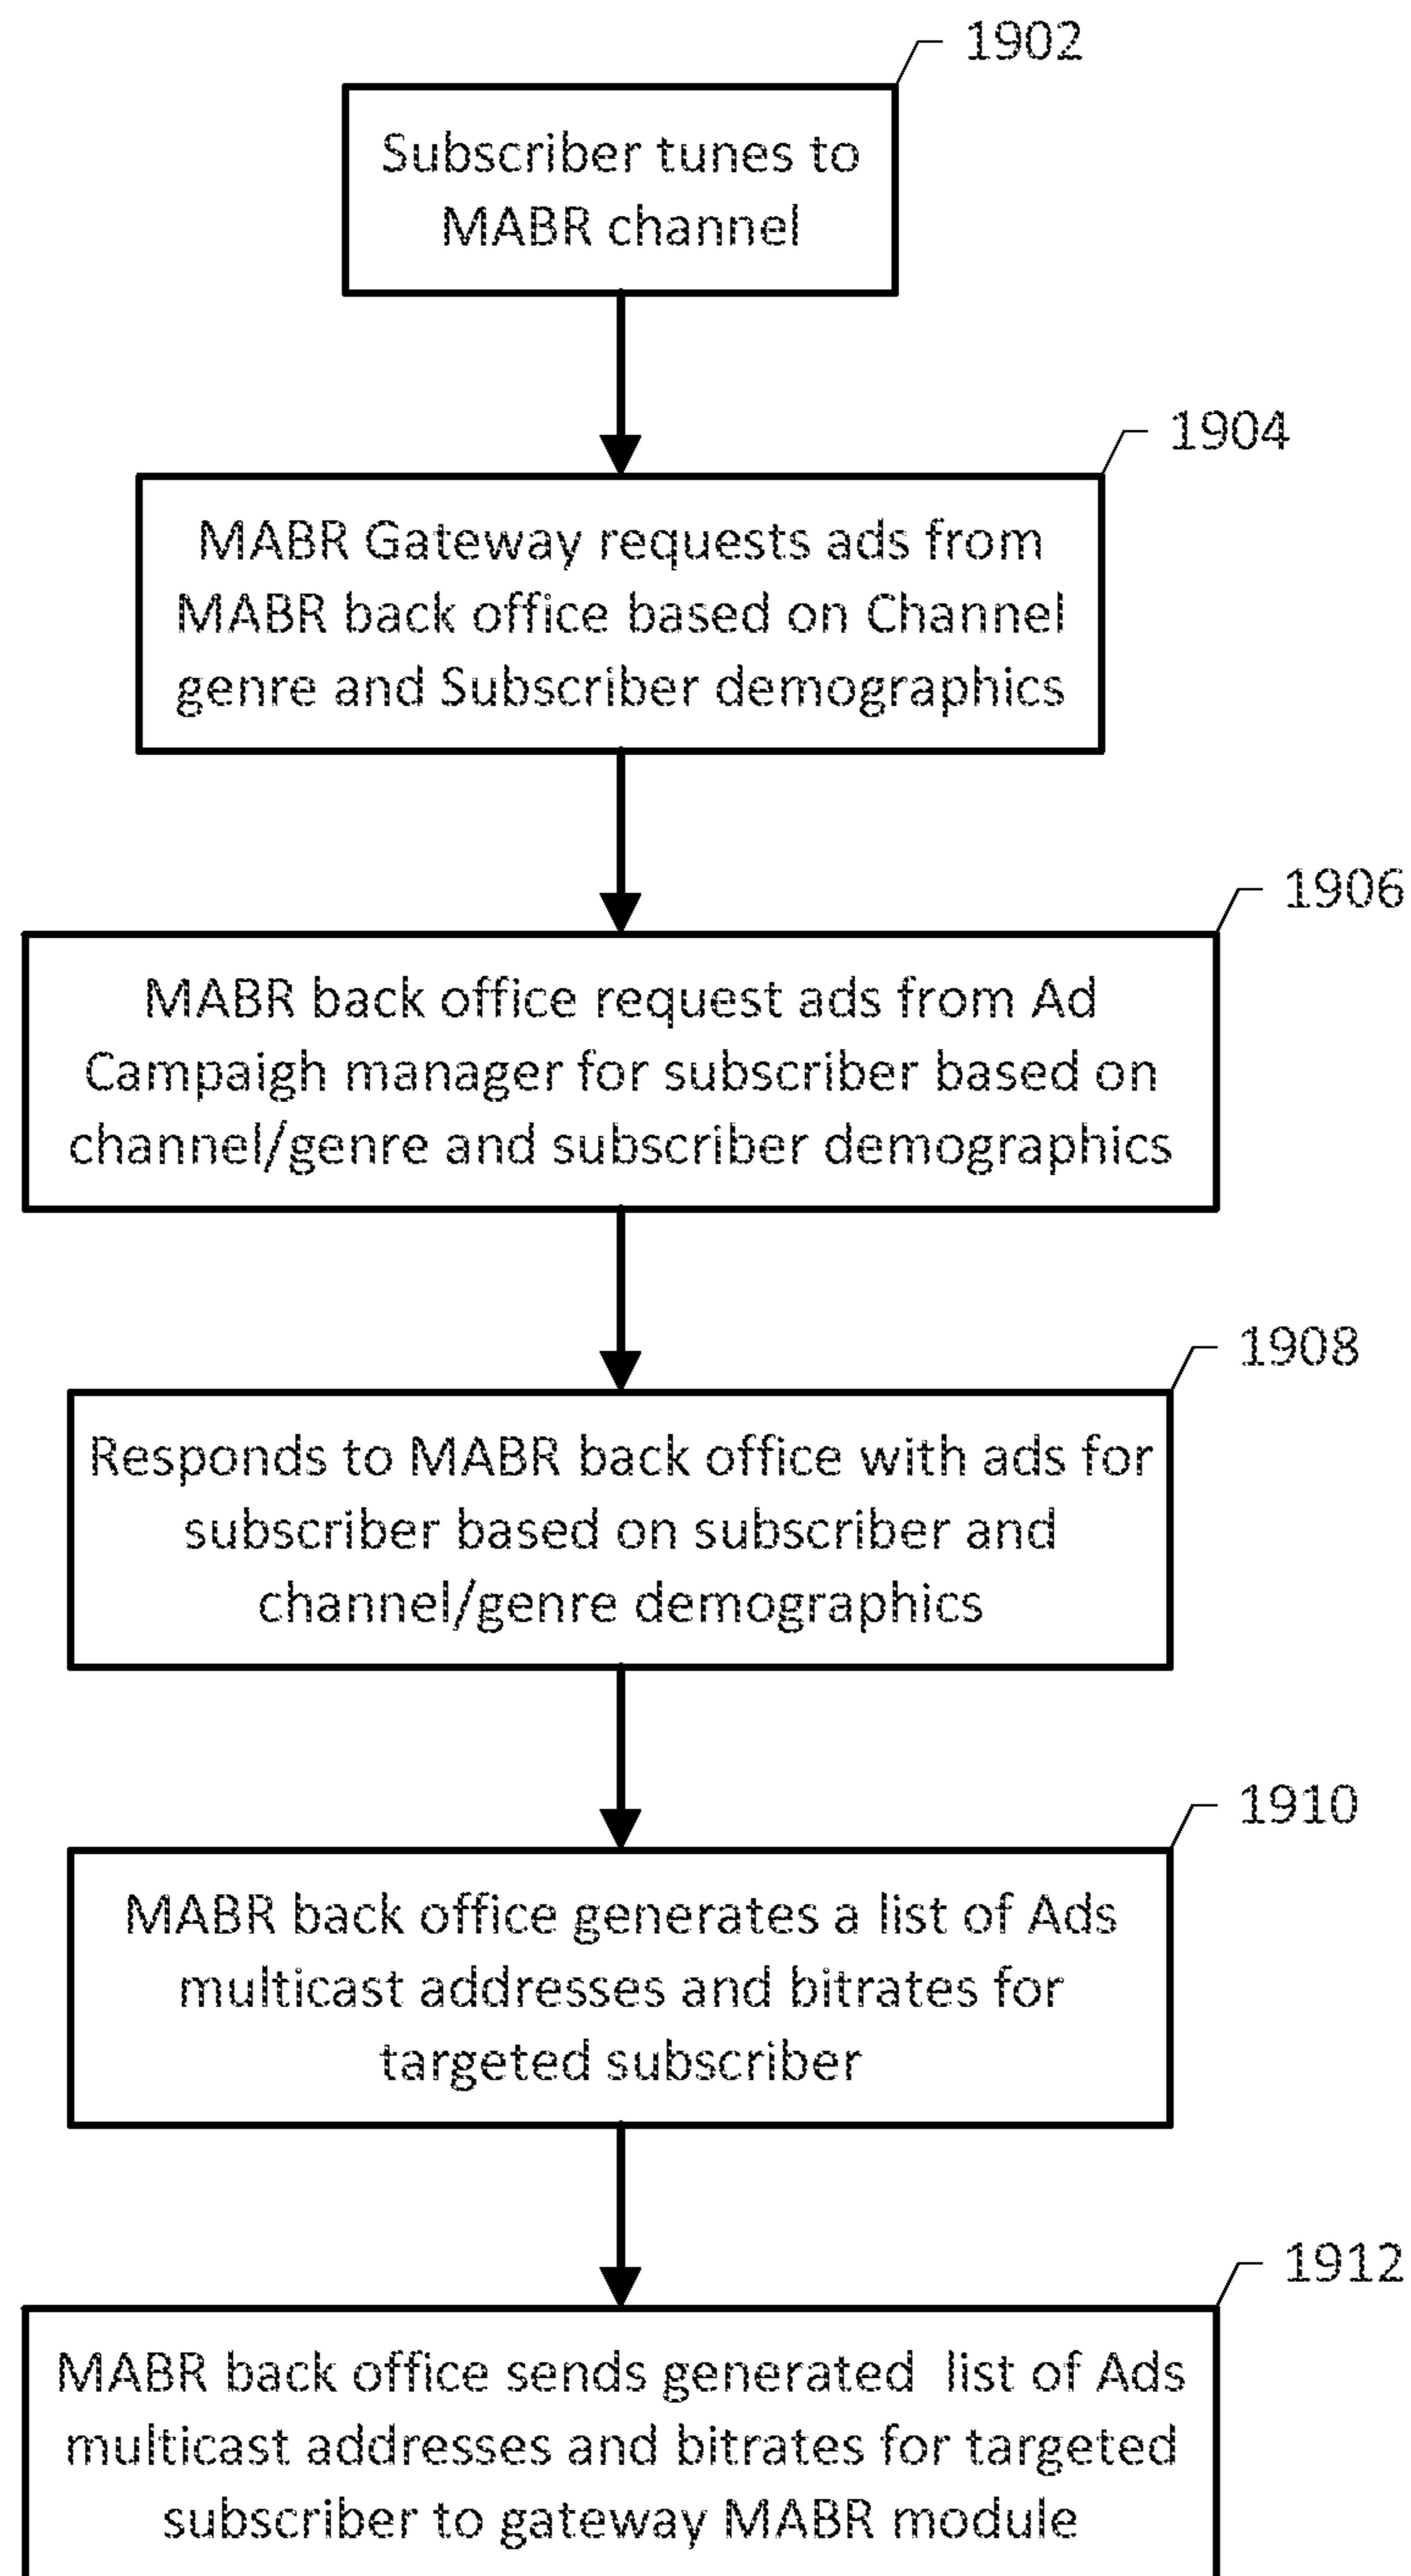 1902
Subscriber tunes to
MABR channel
1904
MABR Gateway requests ads from
MABR back office based on Channel
genre and Subscriber demographics
1906
MABR back office request ads from Ad
Campaigh manager for subscriber based on
channel/genre and subscriber demographics
1908
Responds to MABR back office with ads for
subscriber based on subscriber and
channel/genre demographics
1910
MABR back office generates a list of Ads
multicast addresses and bitrates for
targeted subscriber
1912
MABR back office sends generated  list of Ads
multicast addresses and bitrates for targeted
subscriber to gateway MABR module